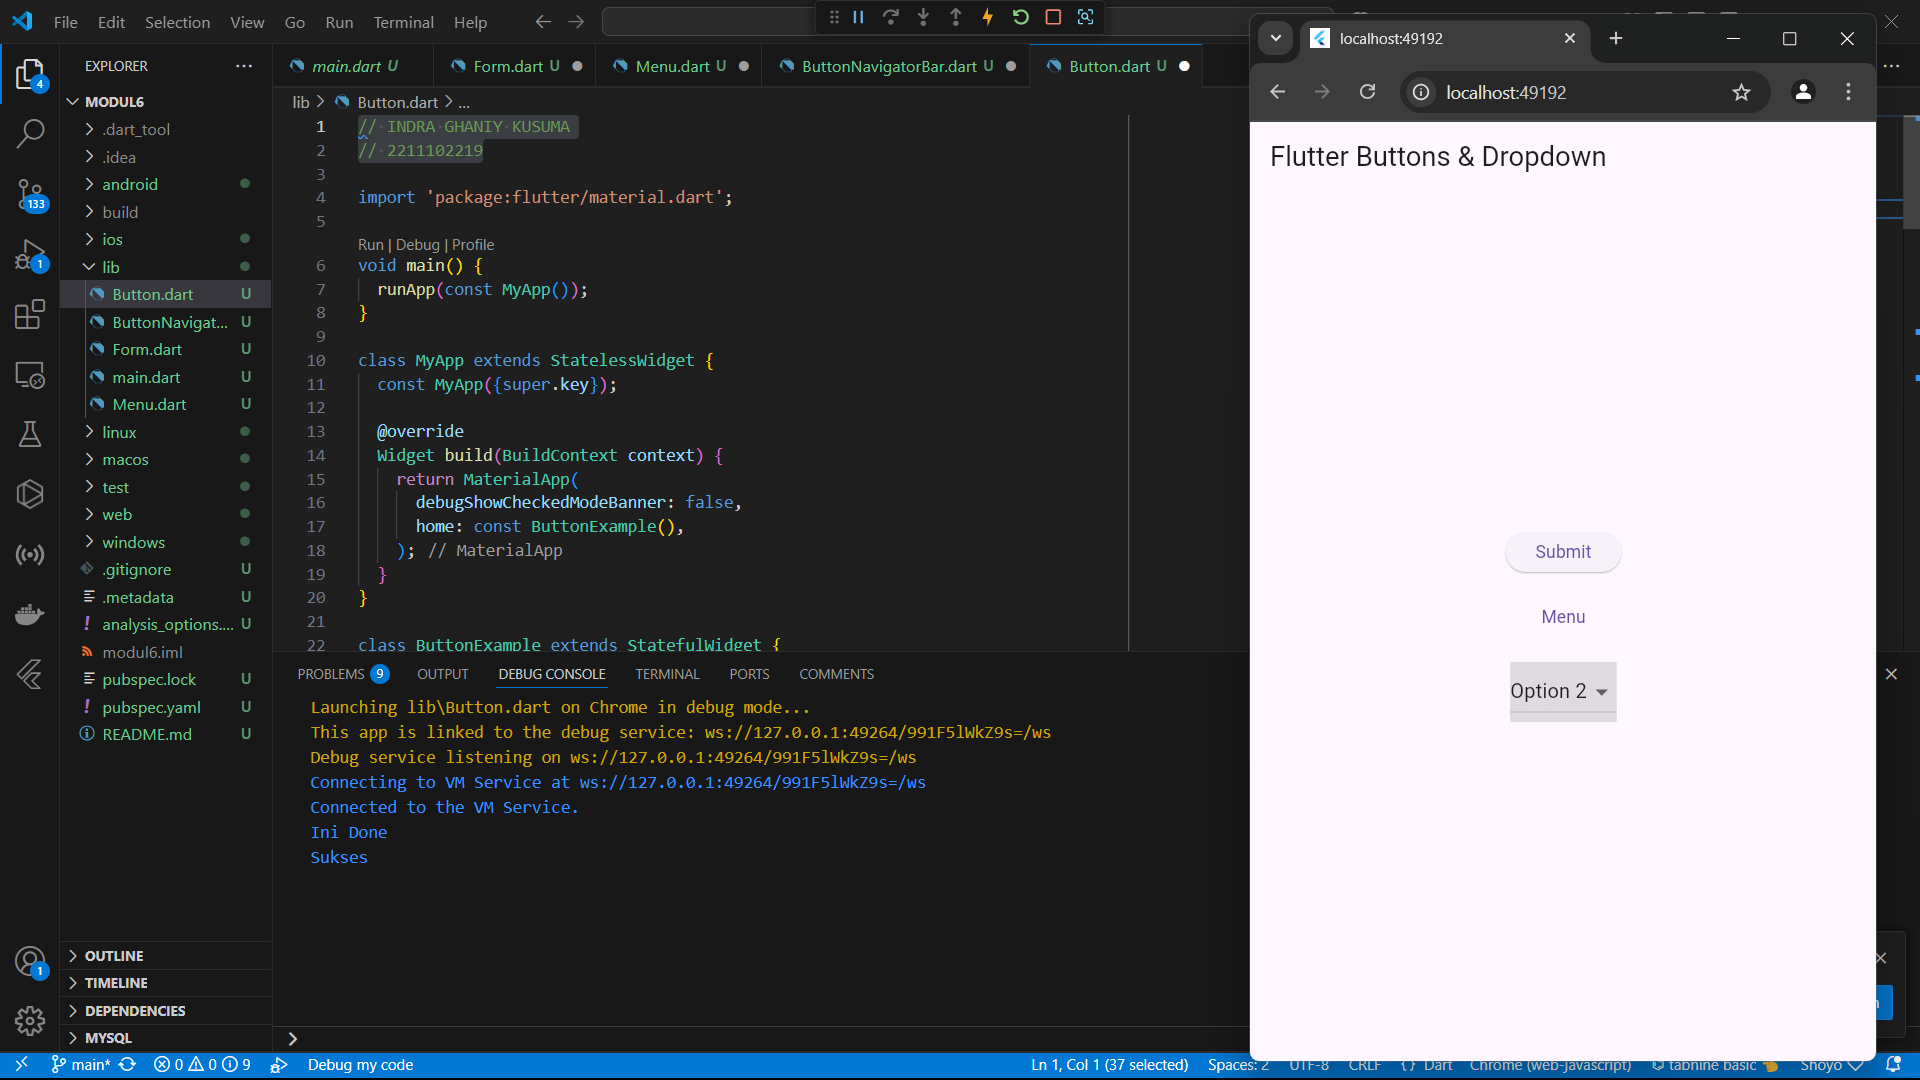 File Edit Selection View Go Run Terminal Help
EXPLORER
MODUL6
.dart_tool
.idea
android
build
ios
lib
Button.dart U
ButtonNavigat... U
Form.dart U
main.dart U
Menu.dart U
linux
macos
test
web
windows
.gitignore U
.metadata U
analysis_options.... U
modul6.iml
pubspec.lock U
pubspec.yaml U
README.md U
OUTLINE
TIMELINE
DEPENDENCIES
MYSQL
4
133
1
1
main.dart U
Form.dart U
Menu.dart U
ButtonNavigatorBar.dart U
Button.dart U
lib > Button.dart > ...
1 // INDRA GHANIY KUSUMA
2 // 2211102219
3
4 import 'package:flutter/material.dart';
5
Run | Debug | Profile
6 void main() {
7 runApp(const MyApp());
8 }
9
10 class MyApp extends StatelessWidget {
11 const MyApp({super.key});
12
13 @override
14 Widget build(BuildContext context) {
15 return MaterialApp(
16 debugShowCheckedModeBanner: false,
17 home: const ButtonExample(),
18 ); // MaterialApp
19 }
20 }
21
22 class ButtonExample extends StatefulWidget {
PROBLEMS 9 OUTPUT DEBUG CONSOLE TERMINAL PORTS COMMENTS
Launching lib\Button.dart on Chrome in debug mode...
This app is linked to the debug service: ws://127.0.0.1:49264/991F5lWkZ9s=/ws
Debug service listening on ws://127.0.0.1:49264/991F5lWkZ9s=/ws
Connecting to VM Service at ws://127.0.0.1:49264/991F5lWkZ9s=/ws
Connected to the VM Service.
Ini Done
Sukses
localhost:49192
localhost:49192
Flutter Buttons & Dropdown
Submit
Menu
Option 2
main* 0 0 9 Debug my code Ln 1, Col 1 (37 selected) Spaces: 2 UTF-8 CRLF {} Dart Chrome (web-javascript) tabnine basic Shoyo